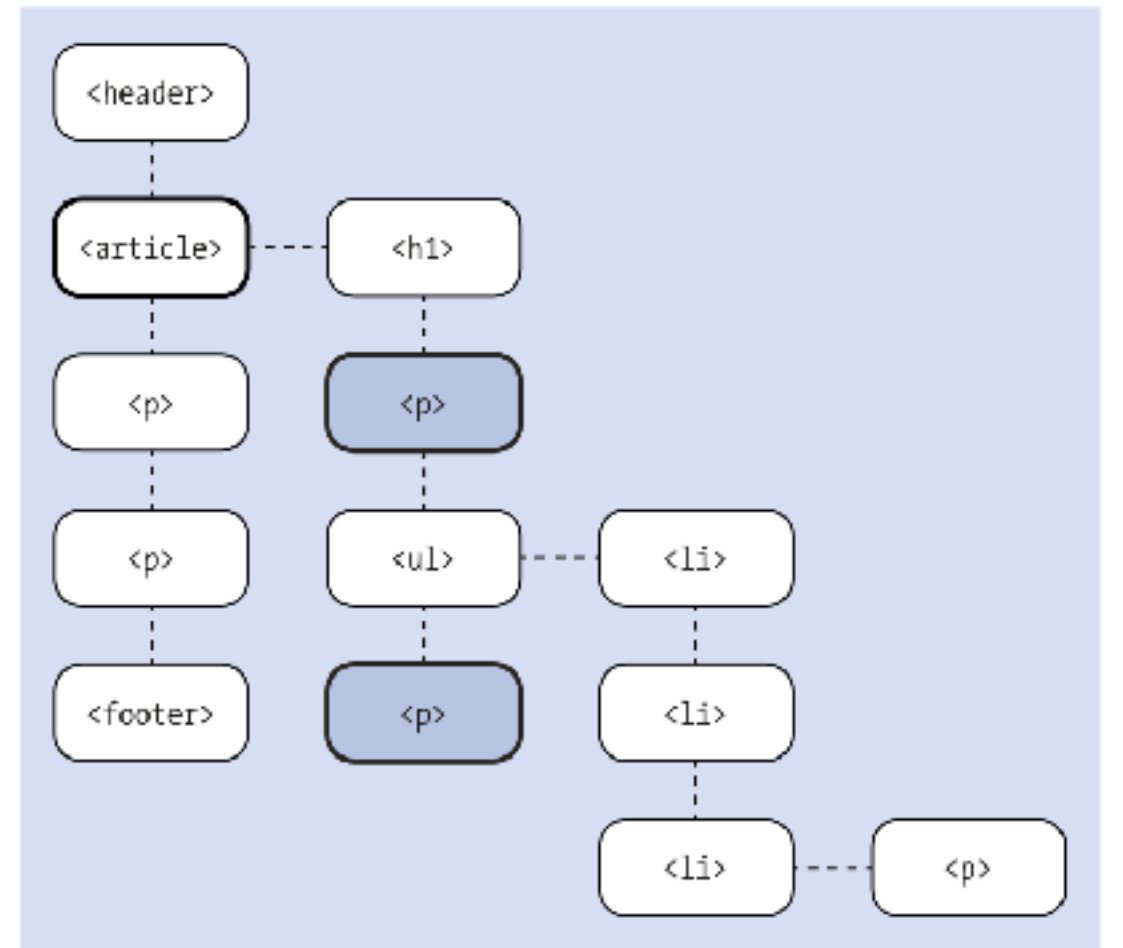 <header>
<article> <h1>
<p> <p>
<p> <ul> <li>
<footer> <p> <li>
<li> <p>